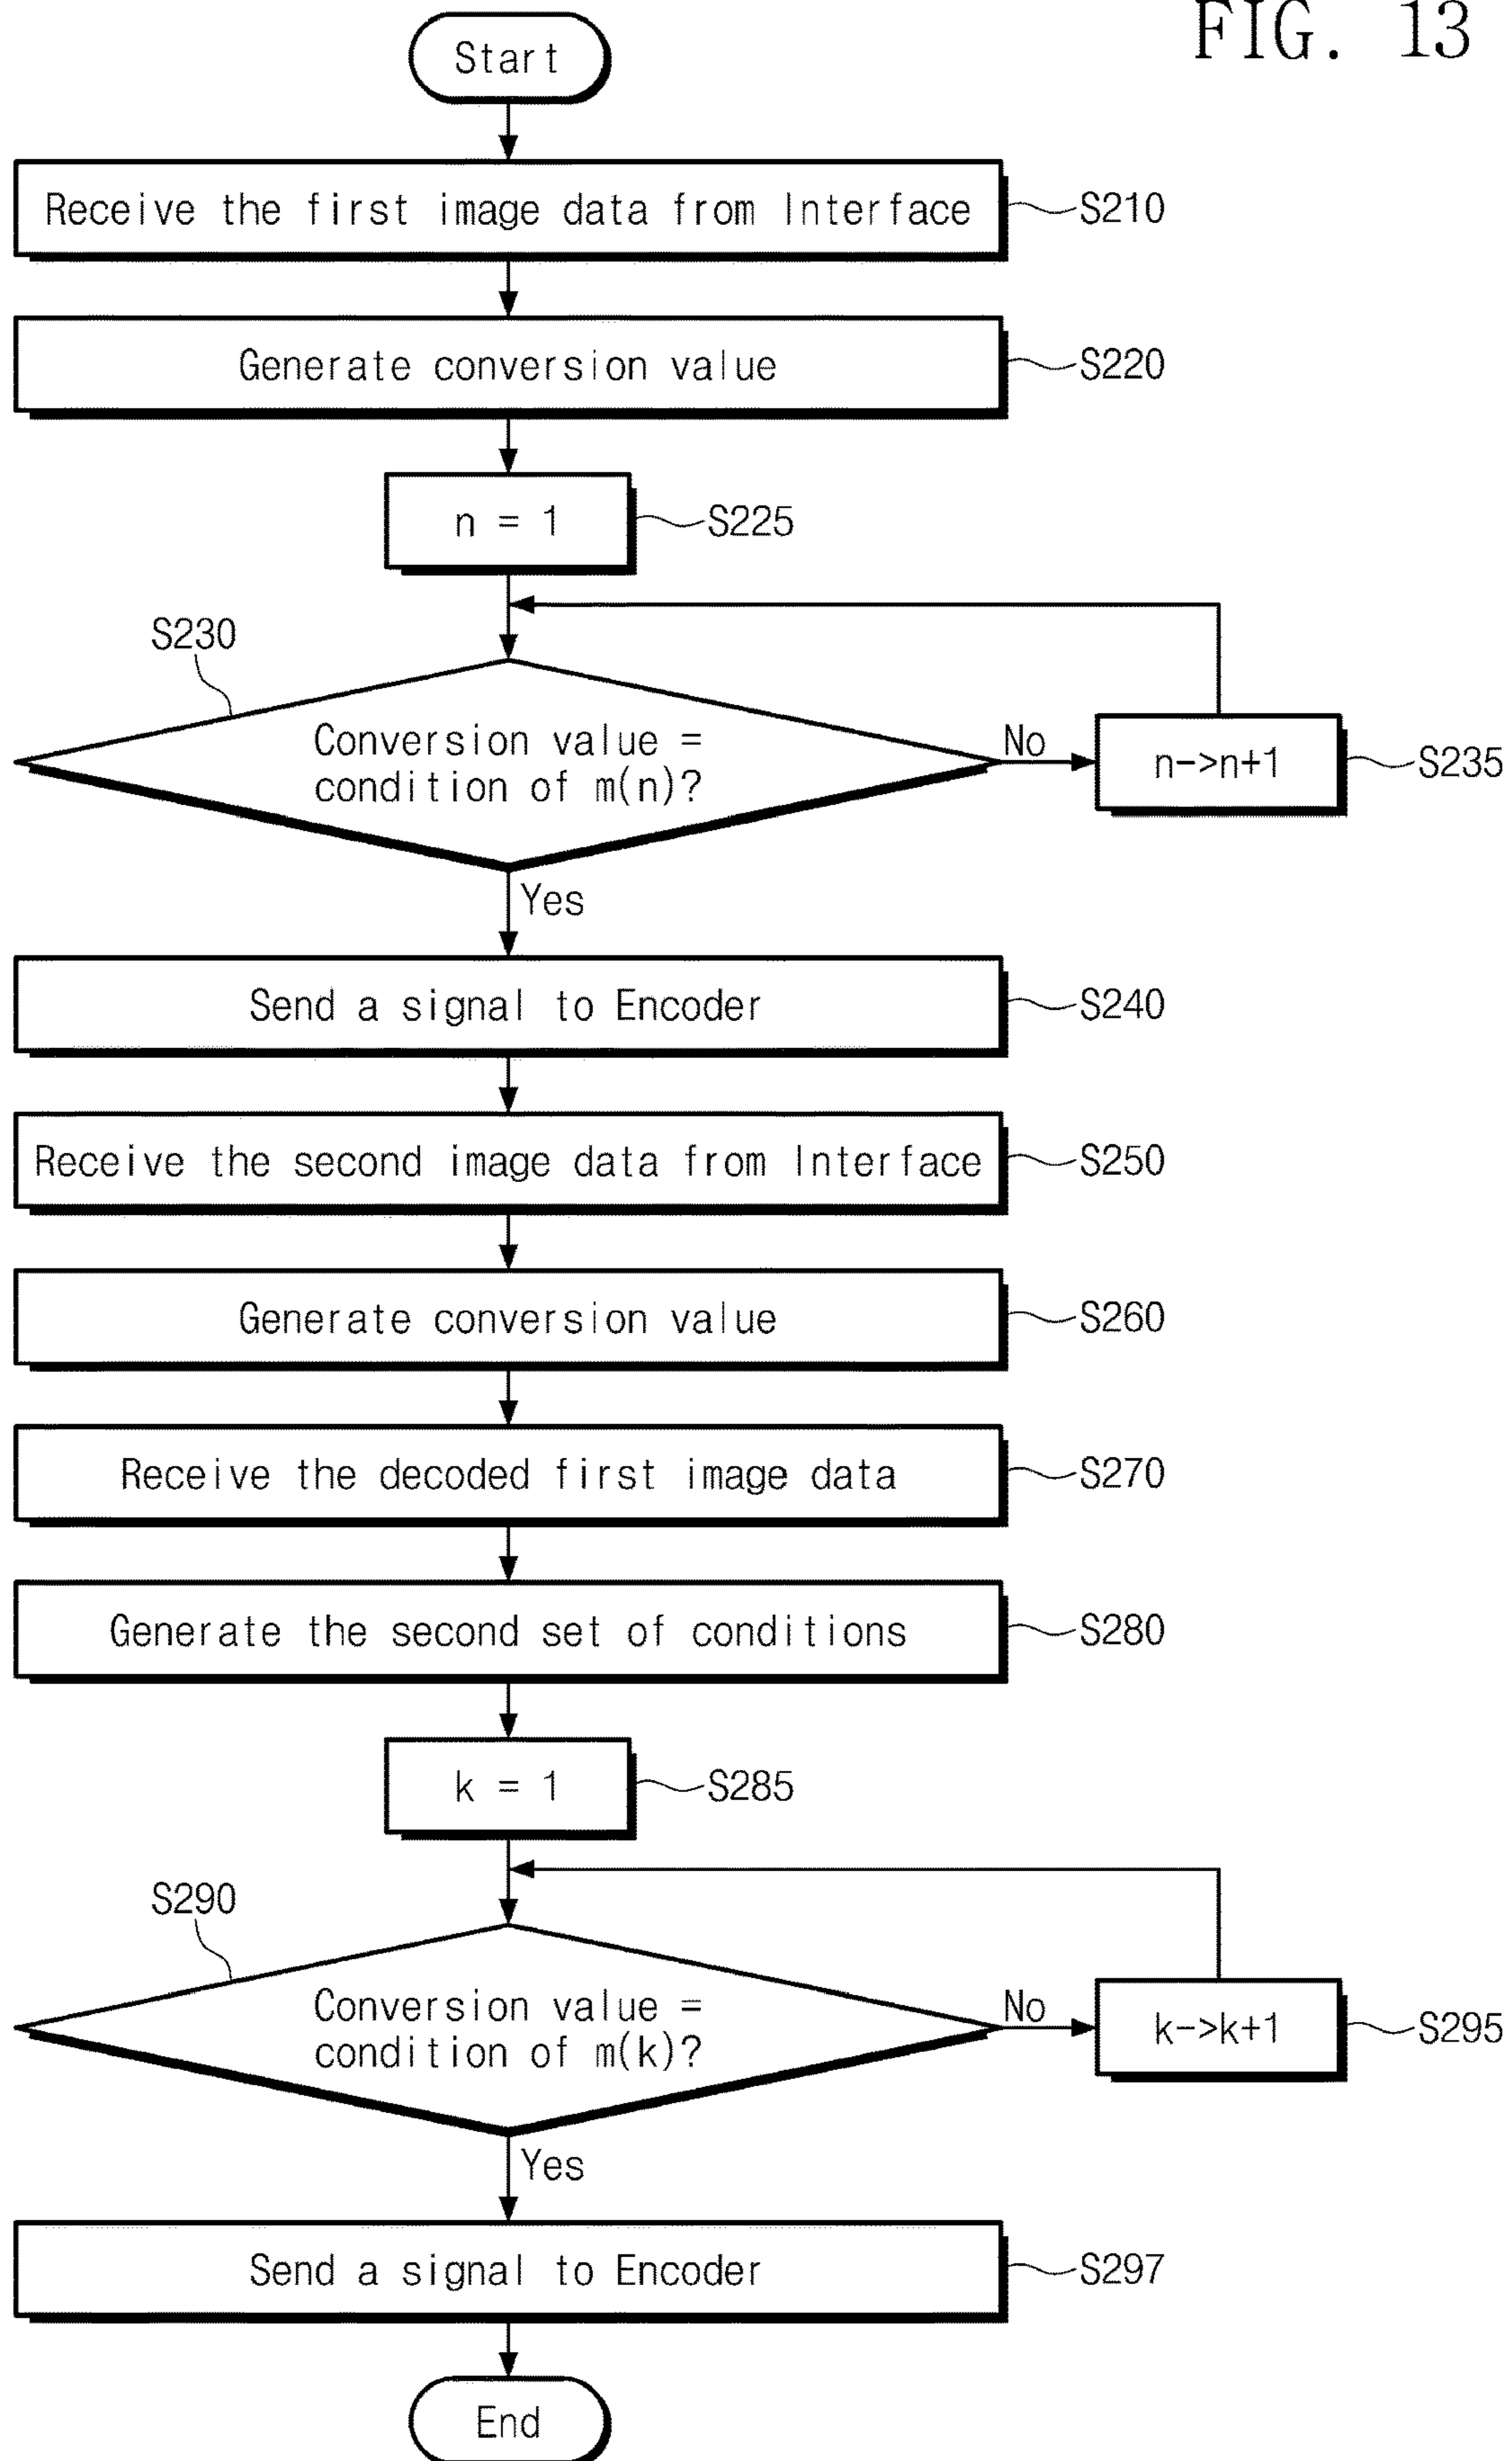 FIG. 13
Start
Receive the first image data from Interface
S210
Generate conversion value
S220
n = 1
S225
S230
Conversion value =
condition of m(n)?
No
n->n+1
S235
Yes
Send a signal to Encoder
S240
Receive the second image data from Interface
S250
Generate conversion value
S260
Receive the decoded first image data
S270
Generate the second set of conditions
S280
k = 1
S285
S290
Conversion value =
condition of m(k)?
No
k->k+1
S295
Yes
Send a signal to Encoder
S297
End